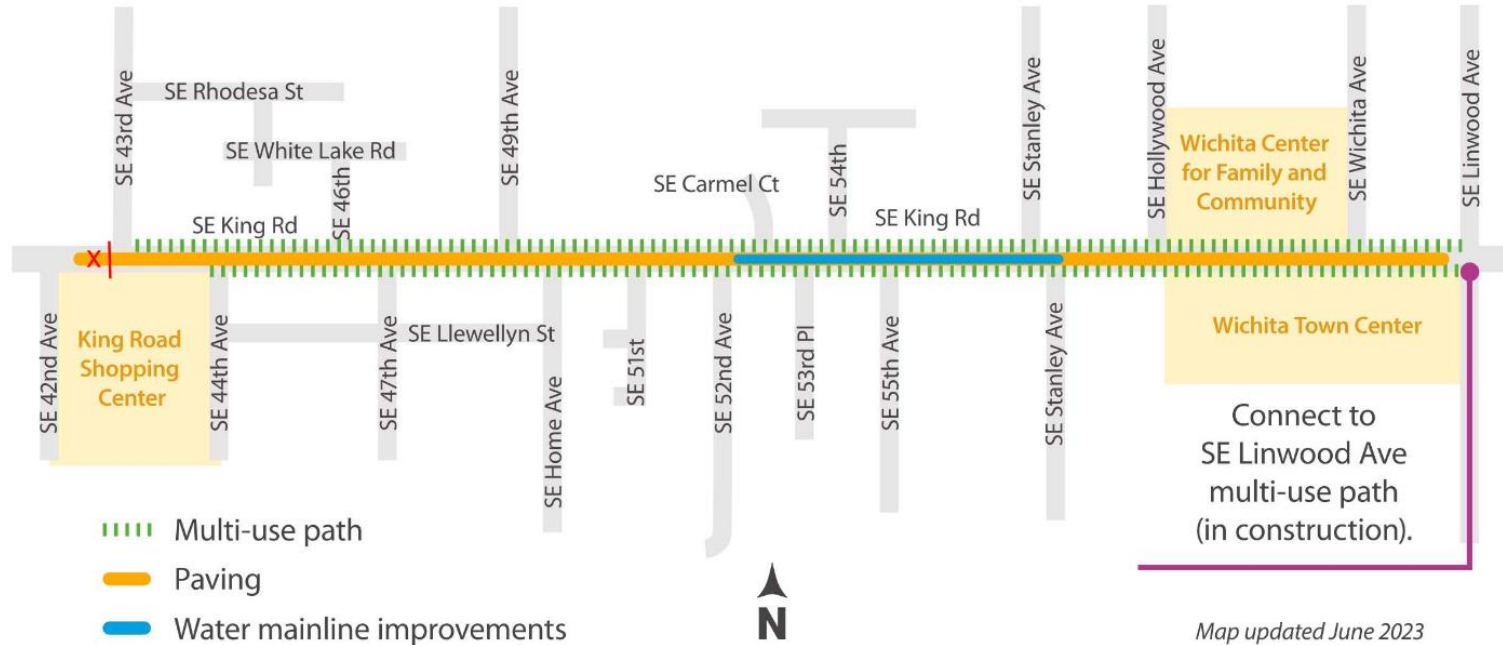 SE 43rd Ave
SE Rhodesa St
SE White Lake Rd
SE 46th
SE King Rd
SE 49th Ave
SE Carmel Ct
SE 54th
SE King Rd
SE Stanley Ave
SE Hollywood Ave
Wichita Center
for Family and
Community
SE Wichita Ave
SE Linwood Ave
X
SE 42nd Ave
King Road
Shopping
Center
SE 44th Ave
SE Llewellyn St
SE 47th Ave
SE Home Ave
SE 51st
SE 52nd Ave
SE 53rd Pl
SE 55th Ave
SE Stanley Ave
Wichita Town Center
Connect to
SE Linwood Ave
multi-use path
(in construction).
Multi-use path
Paving
Water mainline improvements
N
Map updated June 2023